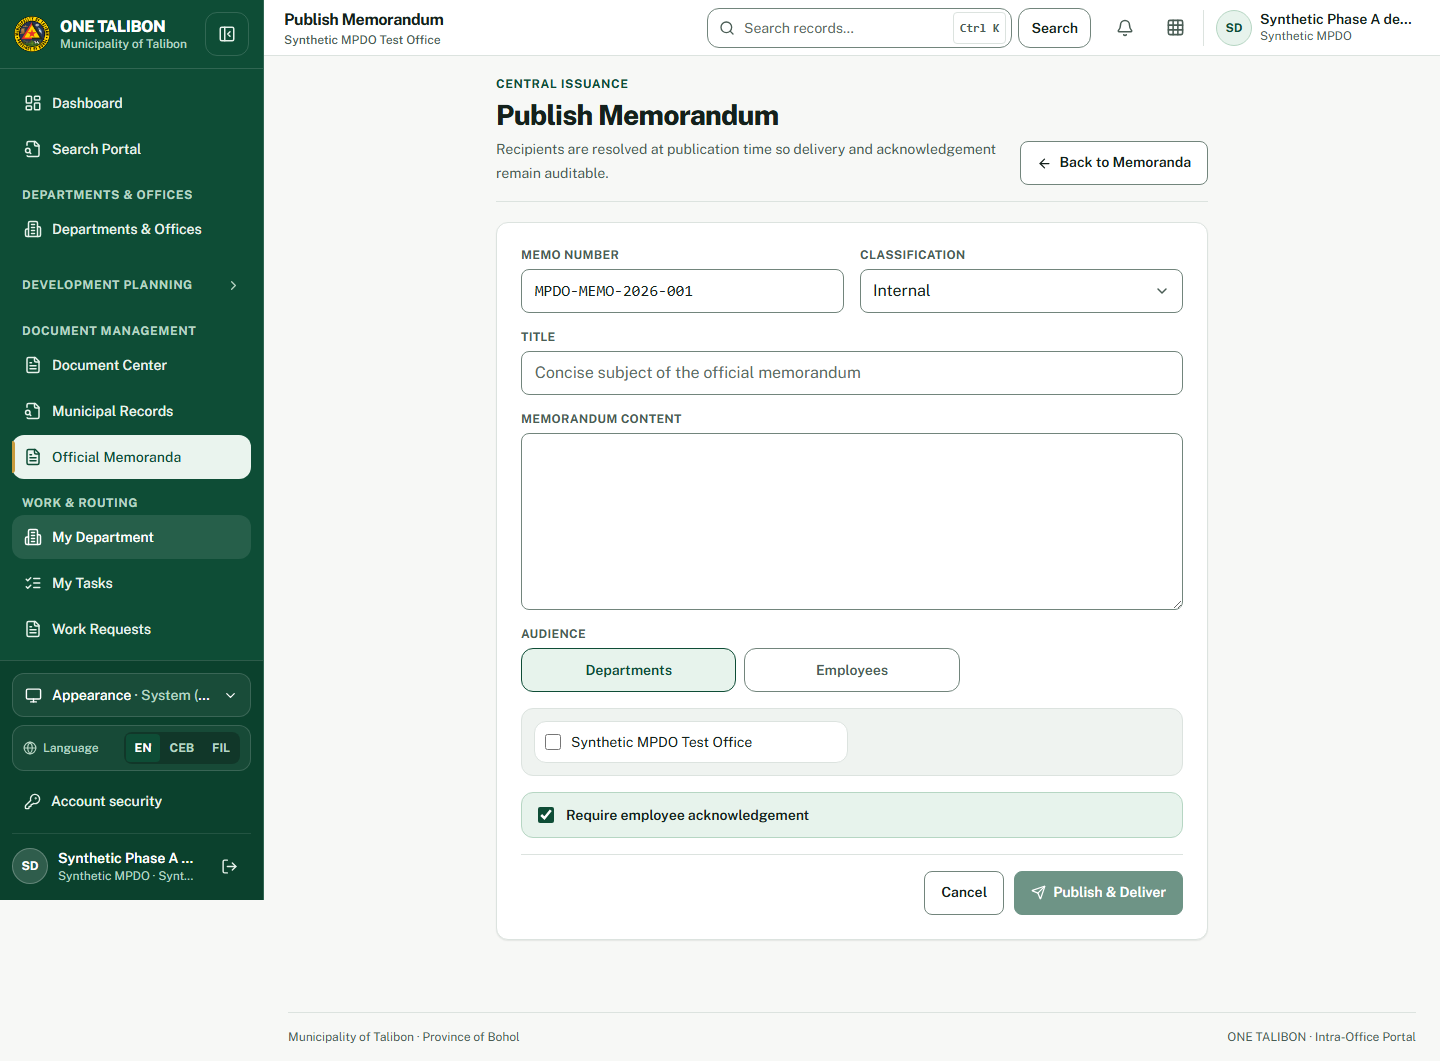 ONE TALIBON
Municipality of Talibon
Dashboard
Search Portal
DEPARTMENTS & OFFICES
Departments & Offices
DEVELOPMENT PLANNING
DOCUMENT MANAGEMENT
Document Center
Municipal Records
Official Memoranda
WORK & ROUTING
My Department
My Tasks
Work Requests
Appearance · System (...
Language EN CEB FIL
Account security
SD
Synthetic Phase A ...
Synthetic MPDO · Synt...
Publish Memorandum
Synthetic MPDO Test Office
Search records... Ctrl K
Search
SD
Synthetic Phase A de...
Synthetic MPDO
CENTRAL ISSUANCE
Publish Memorandum
Recipients are resolved at publication time so delivery and acknowledgement
remain auditable.
Back to Memoranda
MEMO NUMBER
MPDO-MEMO-2026-001
CLASSIFICATION
Internal
TITLE
Concise subject of the official memorandum
MEMORANDUM CONTENT
AUDIENCE
Departments
Employees
Synthetic MPDO Test Office
Require employee acknowledgement
Cancel
Publish & Deliver
Municipality of Talibon · Province of Bohol
ONE TALIBON · Intra-Office Portal